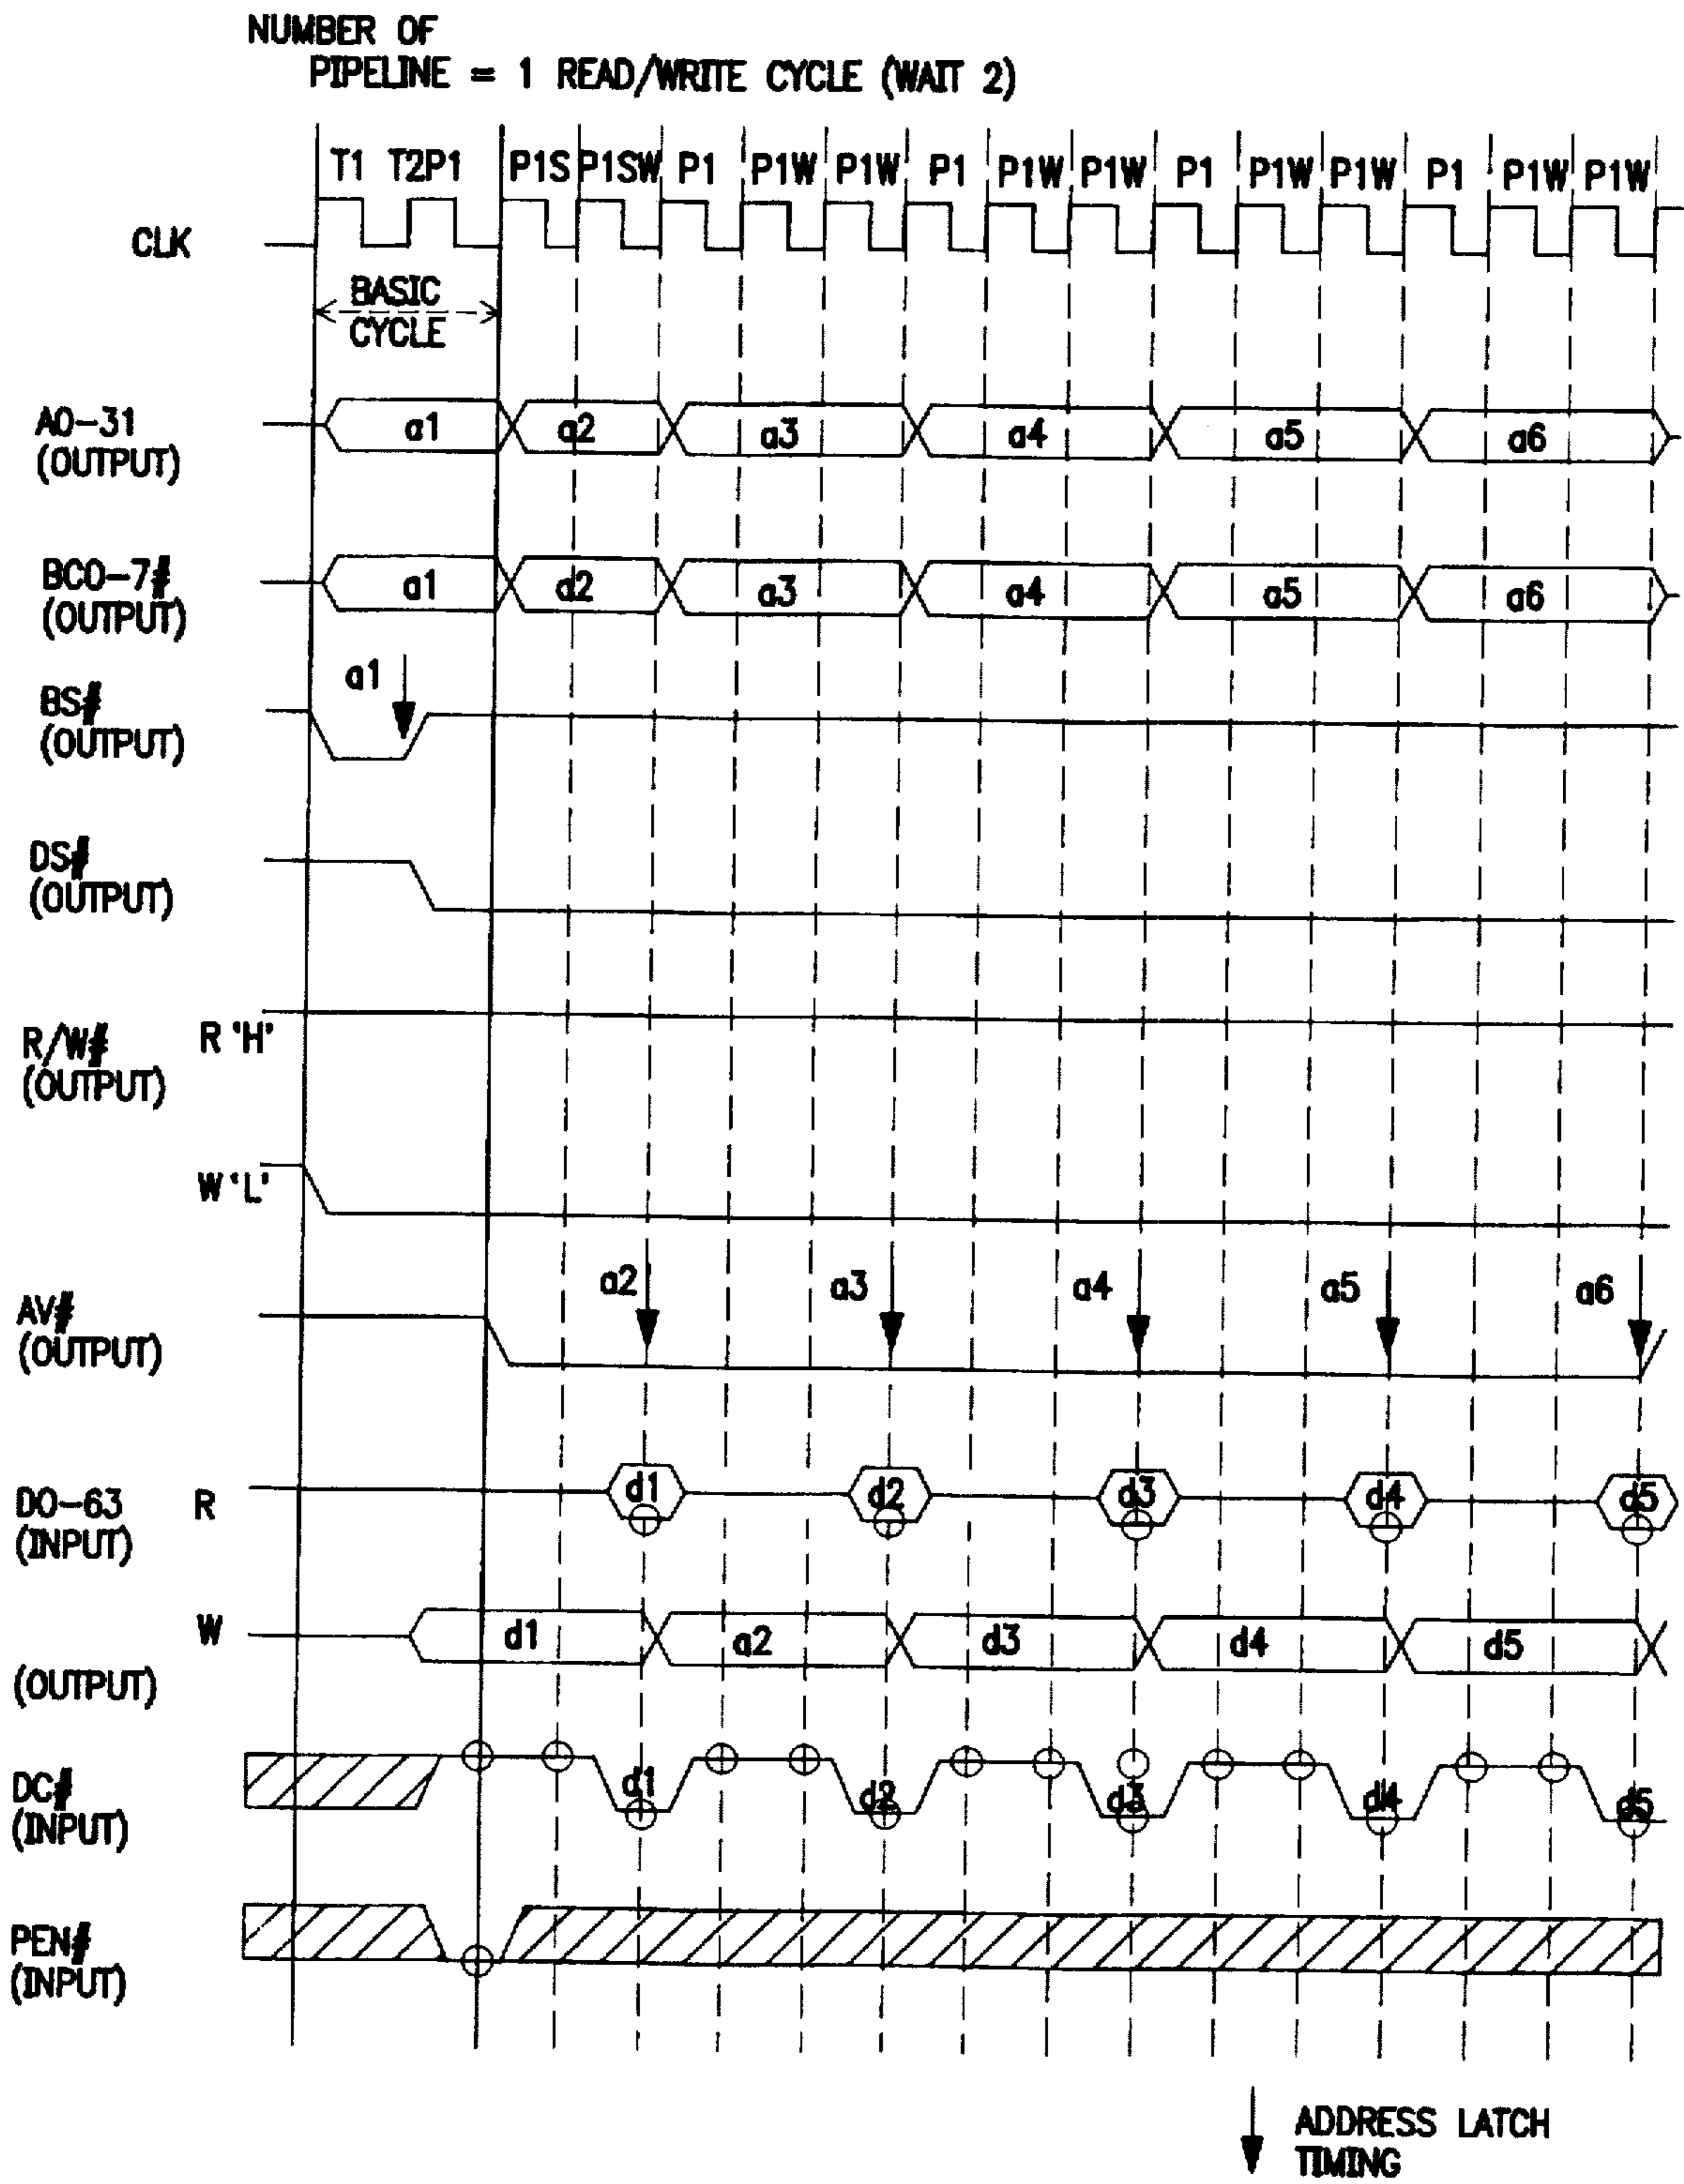 NUMBER OF
PIPELINE = 1 READ/WRITE CYCLE (WAIT 2)
T1 T2P1 P1S P1SW P1 P1W P1W P1 P1W P1W P1 P1W P1W P1 P1W P1W
CLK
BASIC
CYCLE
A0-31
(OUTPUT)
a1 a2 a3 a4 a5 a6
BC0-7#
(OUTPUT)
a1 d2 a3 a4 a5 a6
a1
BS#
(OUTPUT)
DS#
(OUTPUT)
R/W#
(OUTPUT)
R 'H'
W 'L'
a2 a3 a4 a5 a6
AV#
(OUTPUT)
D0-63
(INPUT)
R
d1 d2 d3 d4 d5
W
d1 a2 d3 d4 d5
(OUTPUT)
DC#
(INPUT)
d1 d2 d3 d4 d5
PEN#
(INPUT)
ADDRESS LATCH
TIMING